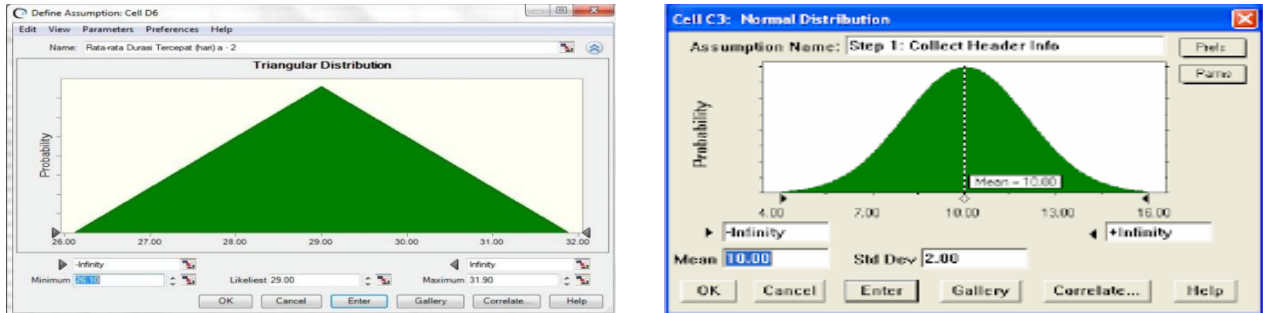 Define Assumption: Cell D6
Edit View Parameters Preferences Help
Name: Rata-rata Durasi Tercepat (hari) a - 2
Triangular Distribution
Probability
26.00 27.00 28.00 29.00 30.00 31.00 32.00
-Infinity Infinity
Minimum 26.10 Likeliest 29.00 Maximum 31.90
OK Cancel Enter Gallery Correlate... Help
Cell C3: Normal Distribution
Assumption Name: Step 1: Collect Header Info
Prefs
Parms
Probability
Mean = 10.00
4.00 7.00 10.00 13.00 16.00
-Infinity +Infinity
Mean 10.00 Std Dev 2.00
OK Cancel Enter Gallery Correlate... Help